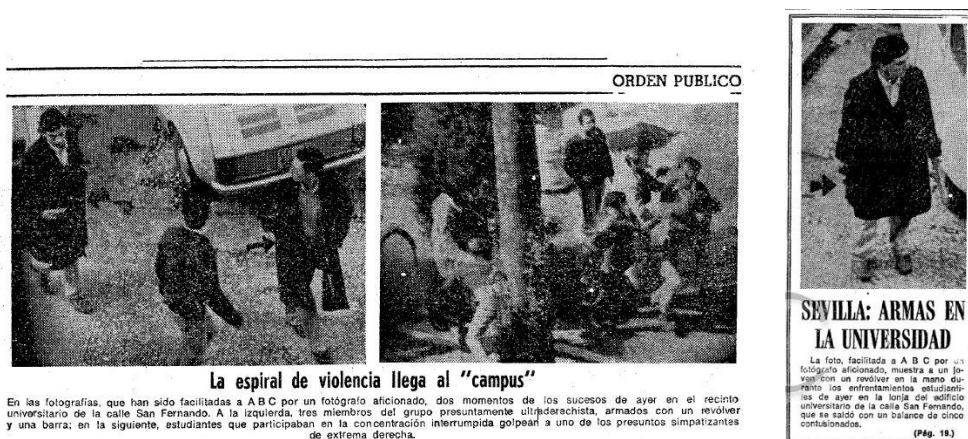 ORDEN PUBLICO
La espiral de violencia llega al "campus"
En las fotografías, que han sido facilitadas a A B C por un fotógrafo aficionado, dos momentos de los sucesos de ayer en el recinto
universitario de la calle San Fernando. A la izquierda, tres miembros del grupo presuntamente ultraderechista, armados con un revólver
y una barra; en la siguiente, estudiantes que participaban en la concentración interrumpida golpean a uno de los presuntos simpatizantes
de extrema derecha.
SEVILLA: ARMAS EN
LA UNIVERSIDAD
La foto, facilitada a A B C por un
fotógrafo aficionado, muestra a un jo-
ven con un revólver en la mano du-
rante los enfrentamientos estudianti-
les de ayer en la lonja del edificio
universitario de la calle San Fernando,
que se saldó con un balance de cinco
contusionados.
(Pág. 19.)